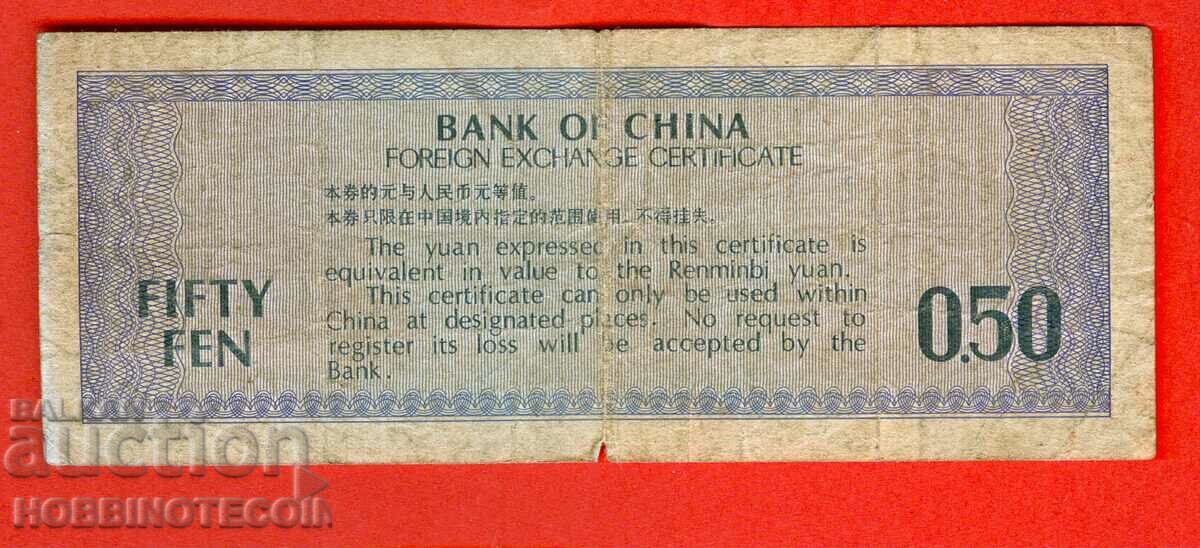 BANK OF CHINA
FOREIGN EXCHANGE CERTIFICATE
本券的元与人民币元等值。
本券只限在中国境内指定的范围使用，不得挂失。
The yuan expressed in this certificate is
equivalent in value to the Renminbi yuan.
This certificate can only be used within
China at designated places. No request to
register its loss will be accepted by the
Bank.
FIFTY
FEN
0.50
BALKAN
auction
HOBBINOTECOIN